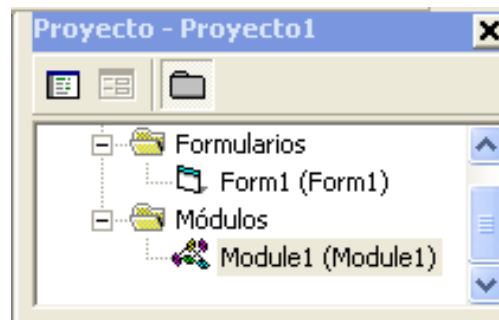 Proyecto - Proyecto1
Formularios
Form1 (Form1)
Módulos
Module1 (Module1)